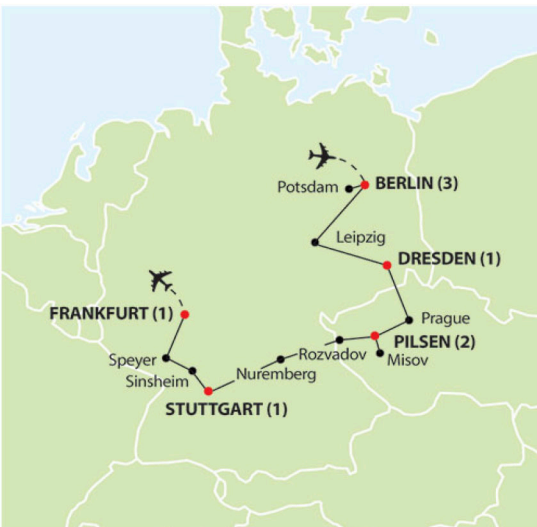 Potsdam
BERLIN (3)
Leipzig
DRESDEN (1)
FRANKFURT (1)
Prague
PILSEN (2)
Rozvadov
Misov
Speyer
Sinsheim
Nuremberg
STUTTGART (1)